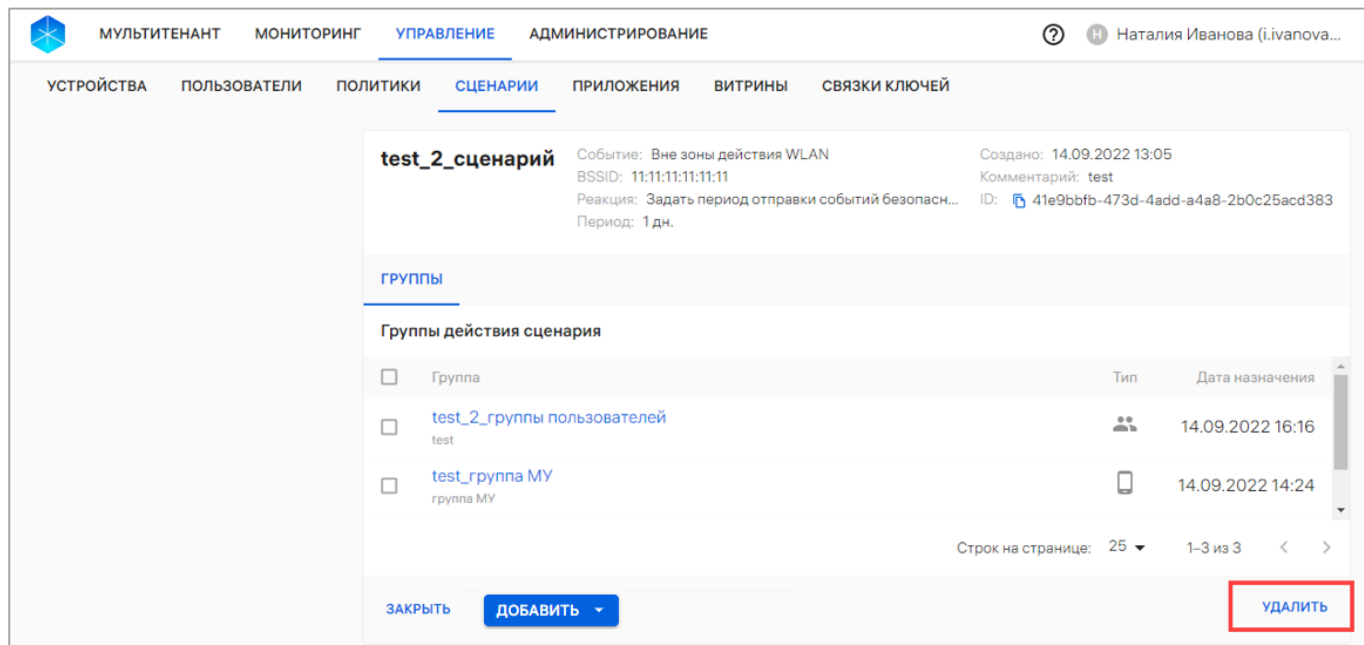 МУЛЬТИТЕНАНТ МОНИТОРИНГ УПРАВЛЕНИЕ АДМИНИСТРИРОВАНИЕ ? Н Наталия Иванова (i.ivanova...
УСТРОЙСТВА ПОЛЬЗОВАТЕЛИ ПОЛИТИКИ СЦЕНАРИИ ПРИЛОЖЕНИЯ ВИТРИНЫ СВЯЗКИ КЛЮЧЕЙ
test_2_сценарий
Событие: Вне зоны действия WLAN
BSSID: 11:11:11:11:11:11
Реакция: Задать период отправки событий безопасн...
Период: 1 дн.
Создано: 14.09.2022 13:05
Комментарий: test
ID: 41e9bbfb-473d-4add-a4a8-2b0c25acd383
ГРУППЫ
Группы действия сценария
Группа Тип Дата назначения
test_2_группы пользователей 14.09.2022 16:16
test
test_группа МУ 14.09.2022 14:24
группа МУ
Строк на странице: 25 1–3 из 3
ЗАКРЫТЬ ДОБАВИТЬ УДАЛИТЬ